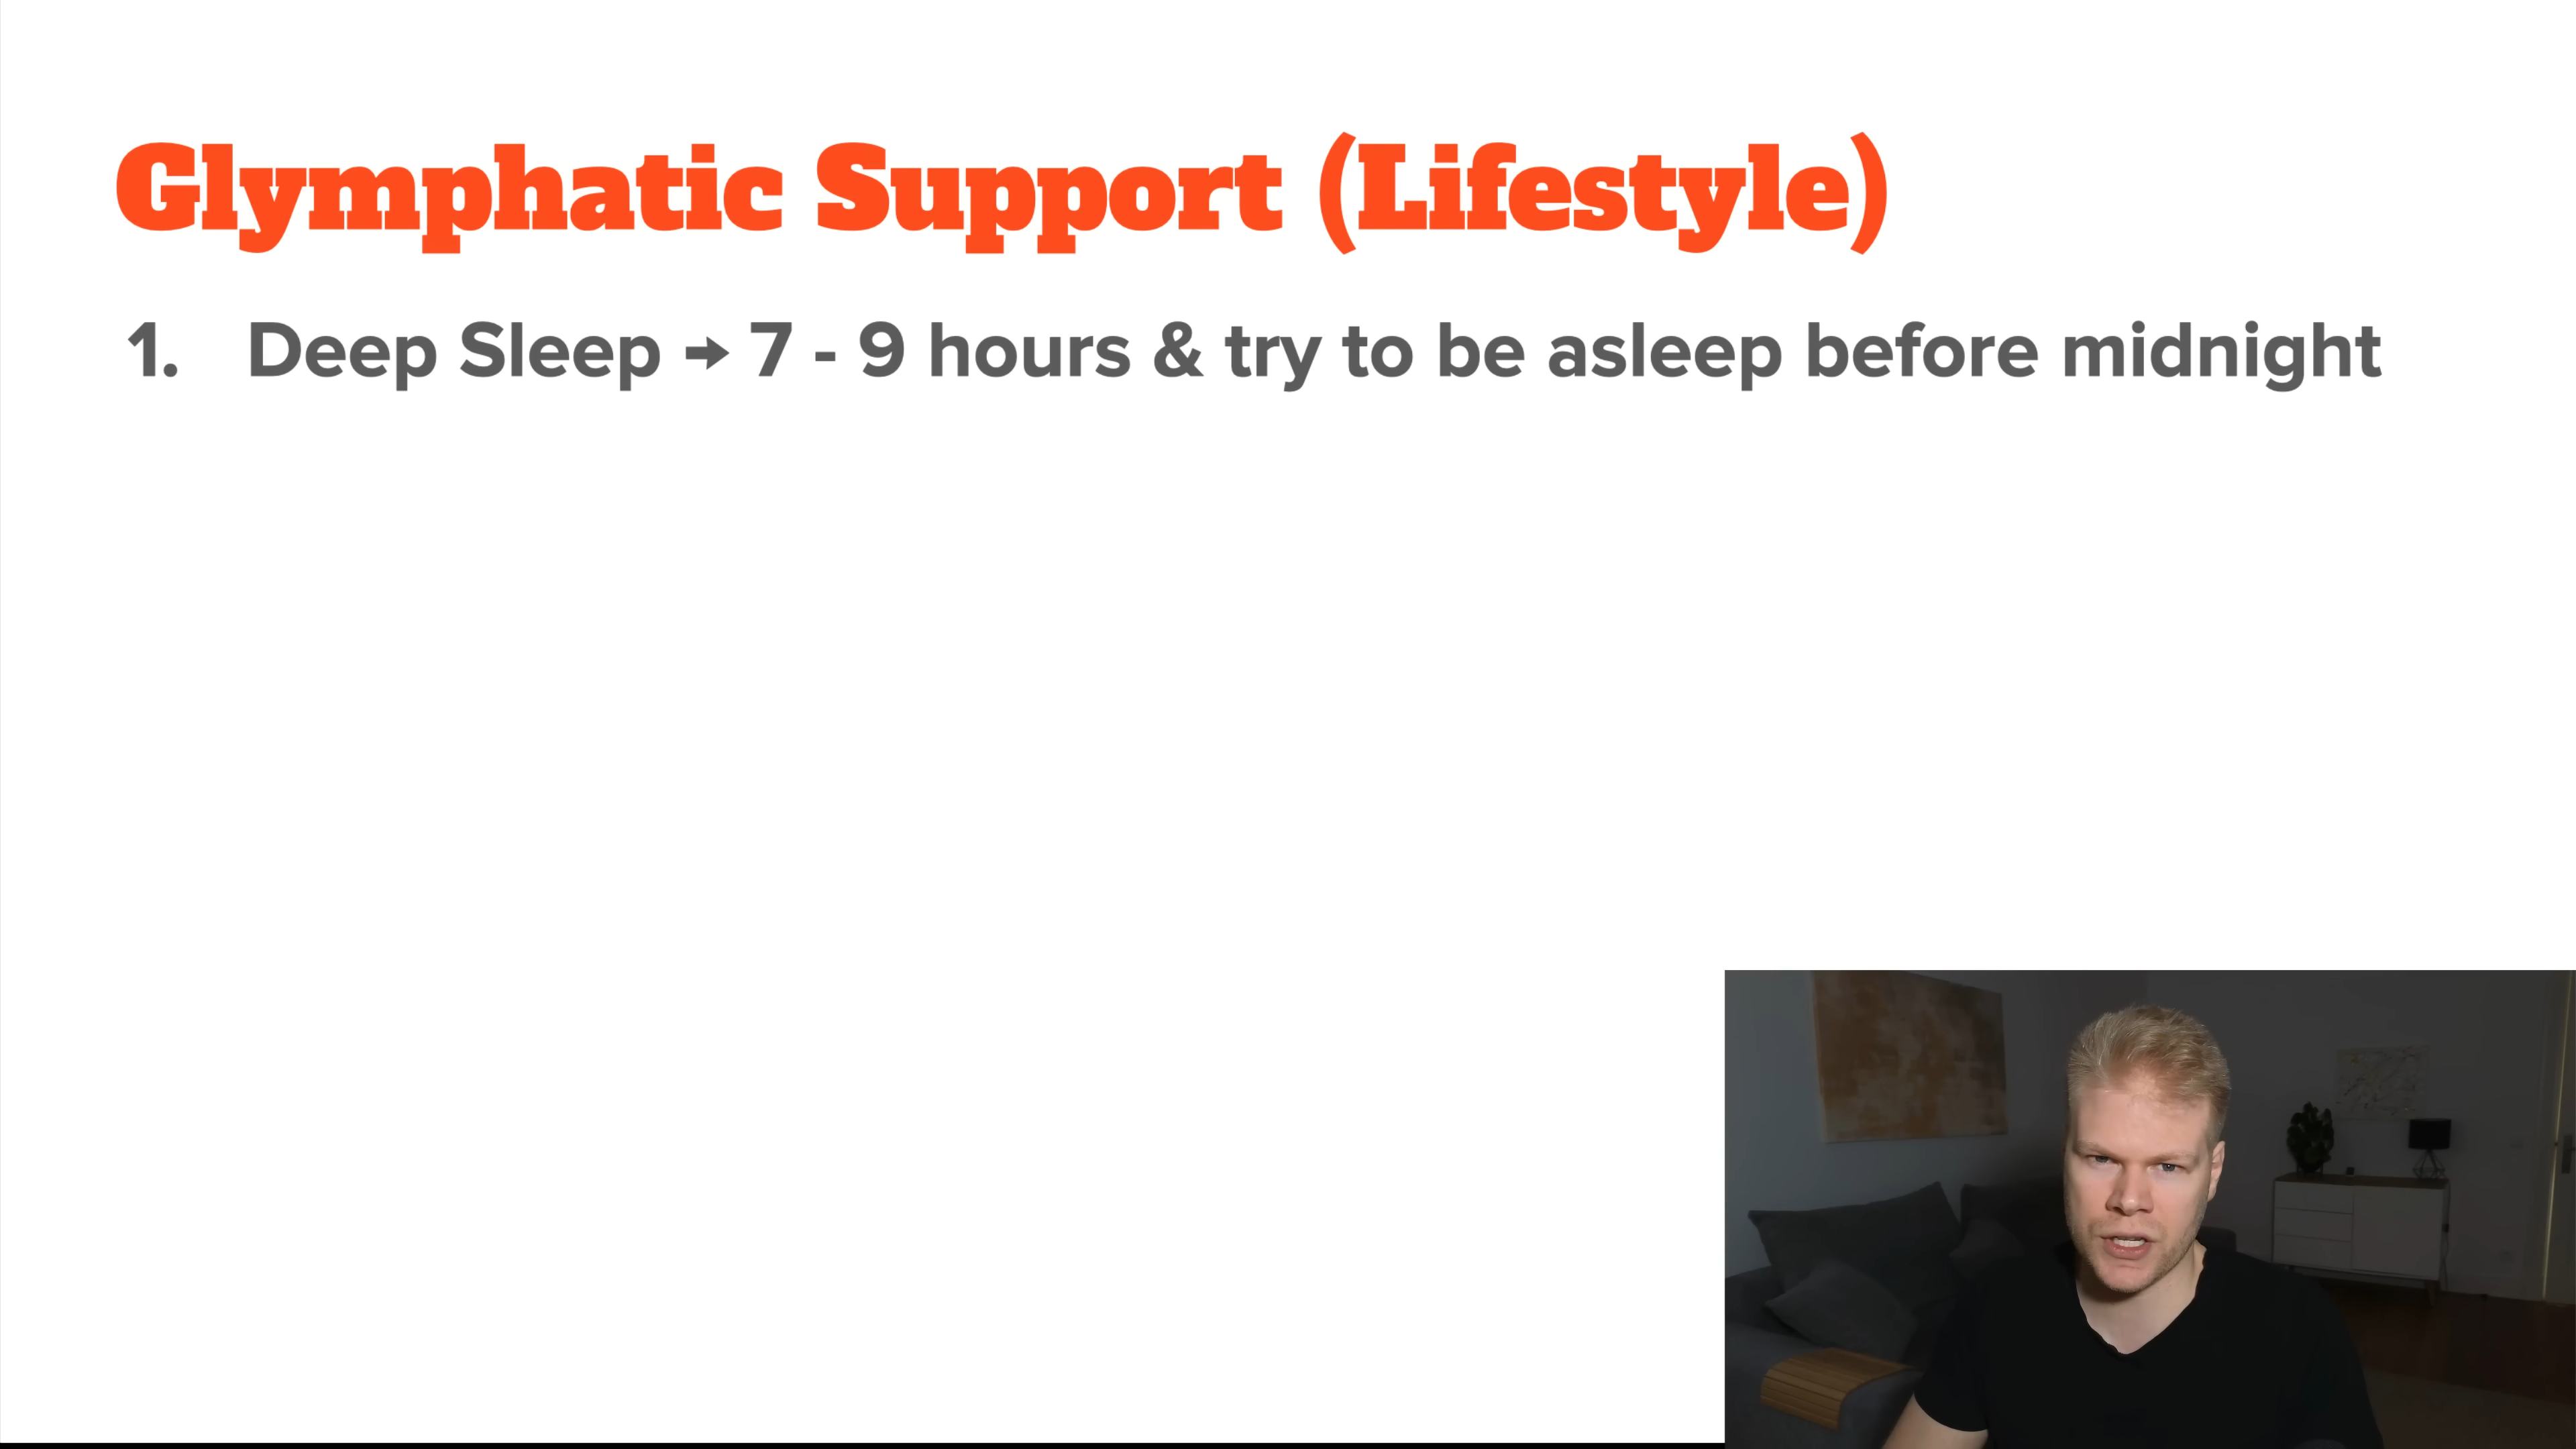 Glymphatic Support (Lifestyle)
1. Deep Sleep → 7 - 9 hours & try to be asleep before midnight